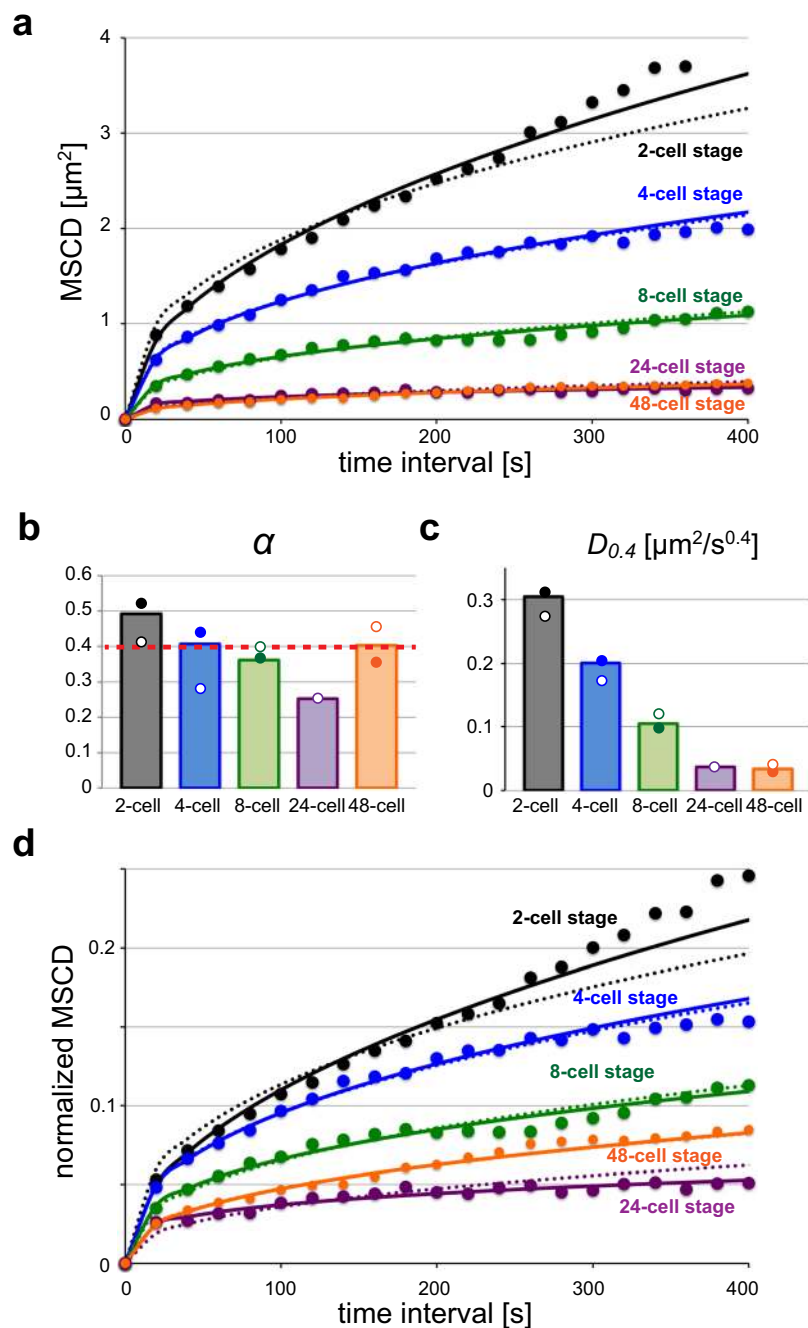 a
MSCD [µm²]
4
3
2
1
0
2-cell stage
4-cell stage
8-cell stage
24-cell stage
48-cell stage
0 100 200 300 400
time interval [s]
b
α
0.6
0.5
0.4
0.3
0.2
0.1
0
2-cell 4-cell 8-cell 24-cell 48-cell
c
D0.4 [µm²/s^0.4]
0.3
0.2
0.1
0
2-cell 4-cell 8-cell 24-cell 48-cell
d
normalized MSCD
0.2
0.1
0
2-cell stage
4-cell stage
8-cell stage
48-cell stage
24-cell stage
0 100 200 300 400
time interval [s]